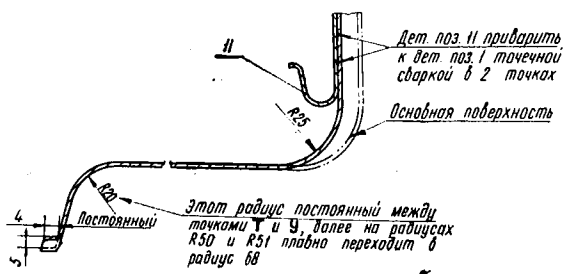 11
Дет. поз. 11 приварить
к дет. поз. 1 точечной
сваркой в 2 точках
R25
Основная поверхность
R20
4
Постоянный
5
Этот радиус постоянный между
точками Т и 9, далее на радиусах
R50 и R51 плавно переходит в
радиус 68